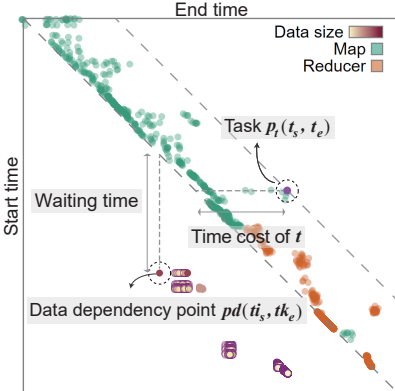 End time
Data size
Map
Reducer
Task p_t(t_s, t_e)
Start time
Waiting time
Time cost of t
Data dependency point pd(ti_s, tk_e)